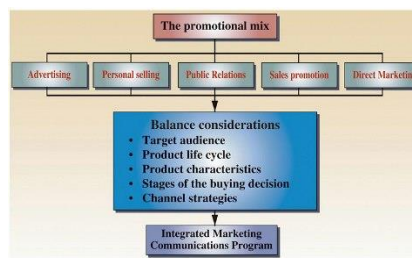 The promotional mix
Advertising
Personal selling
Public Relations
Sales promotion
Direct Marketing
Balance considerations
• Target audience
• Product life cycle
• Product characteristics
• Stages of the buying decision
• Channel strategies
Integrated Marketing
Communications Program